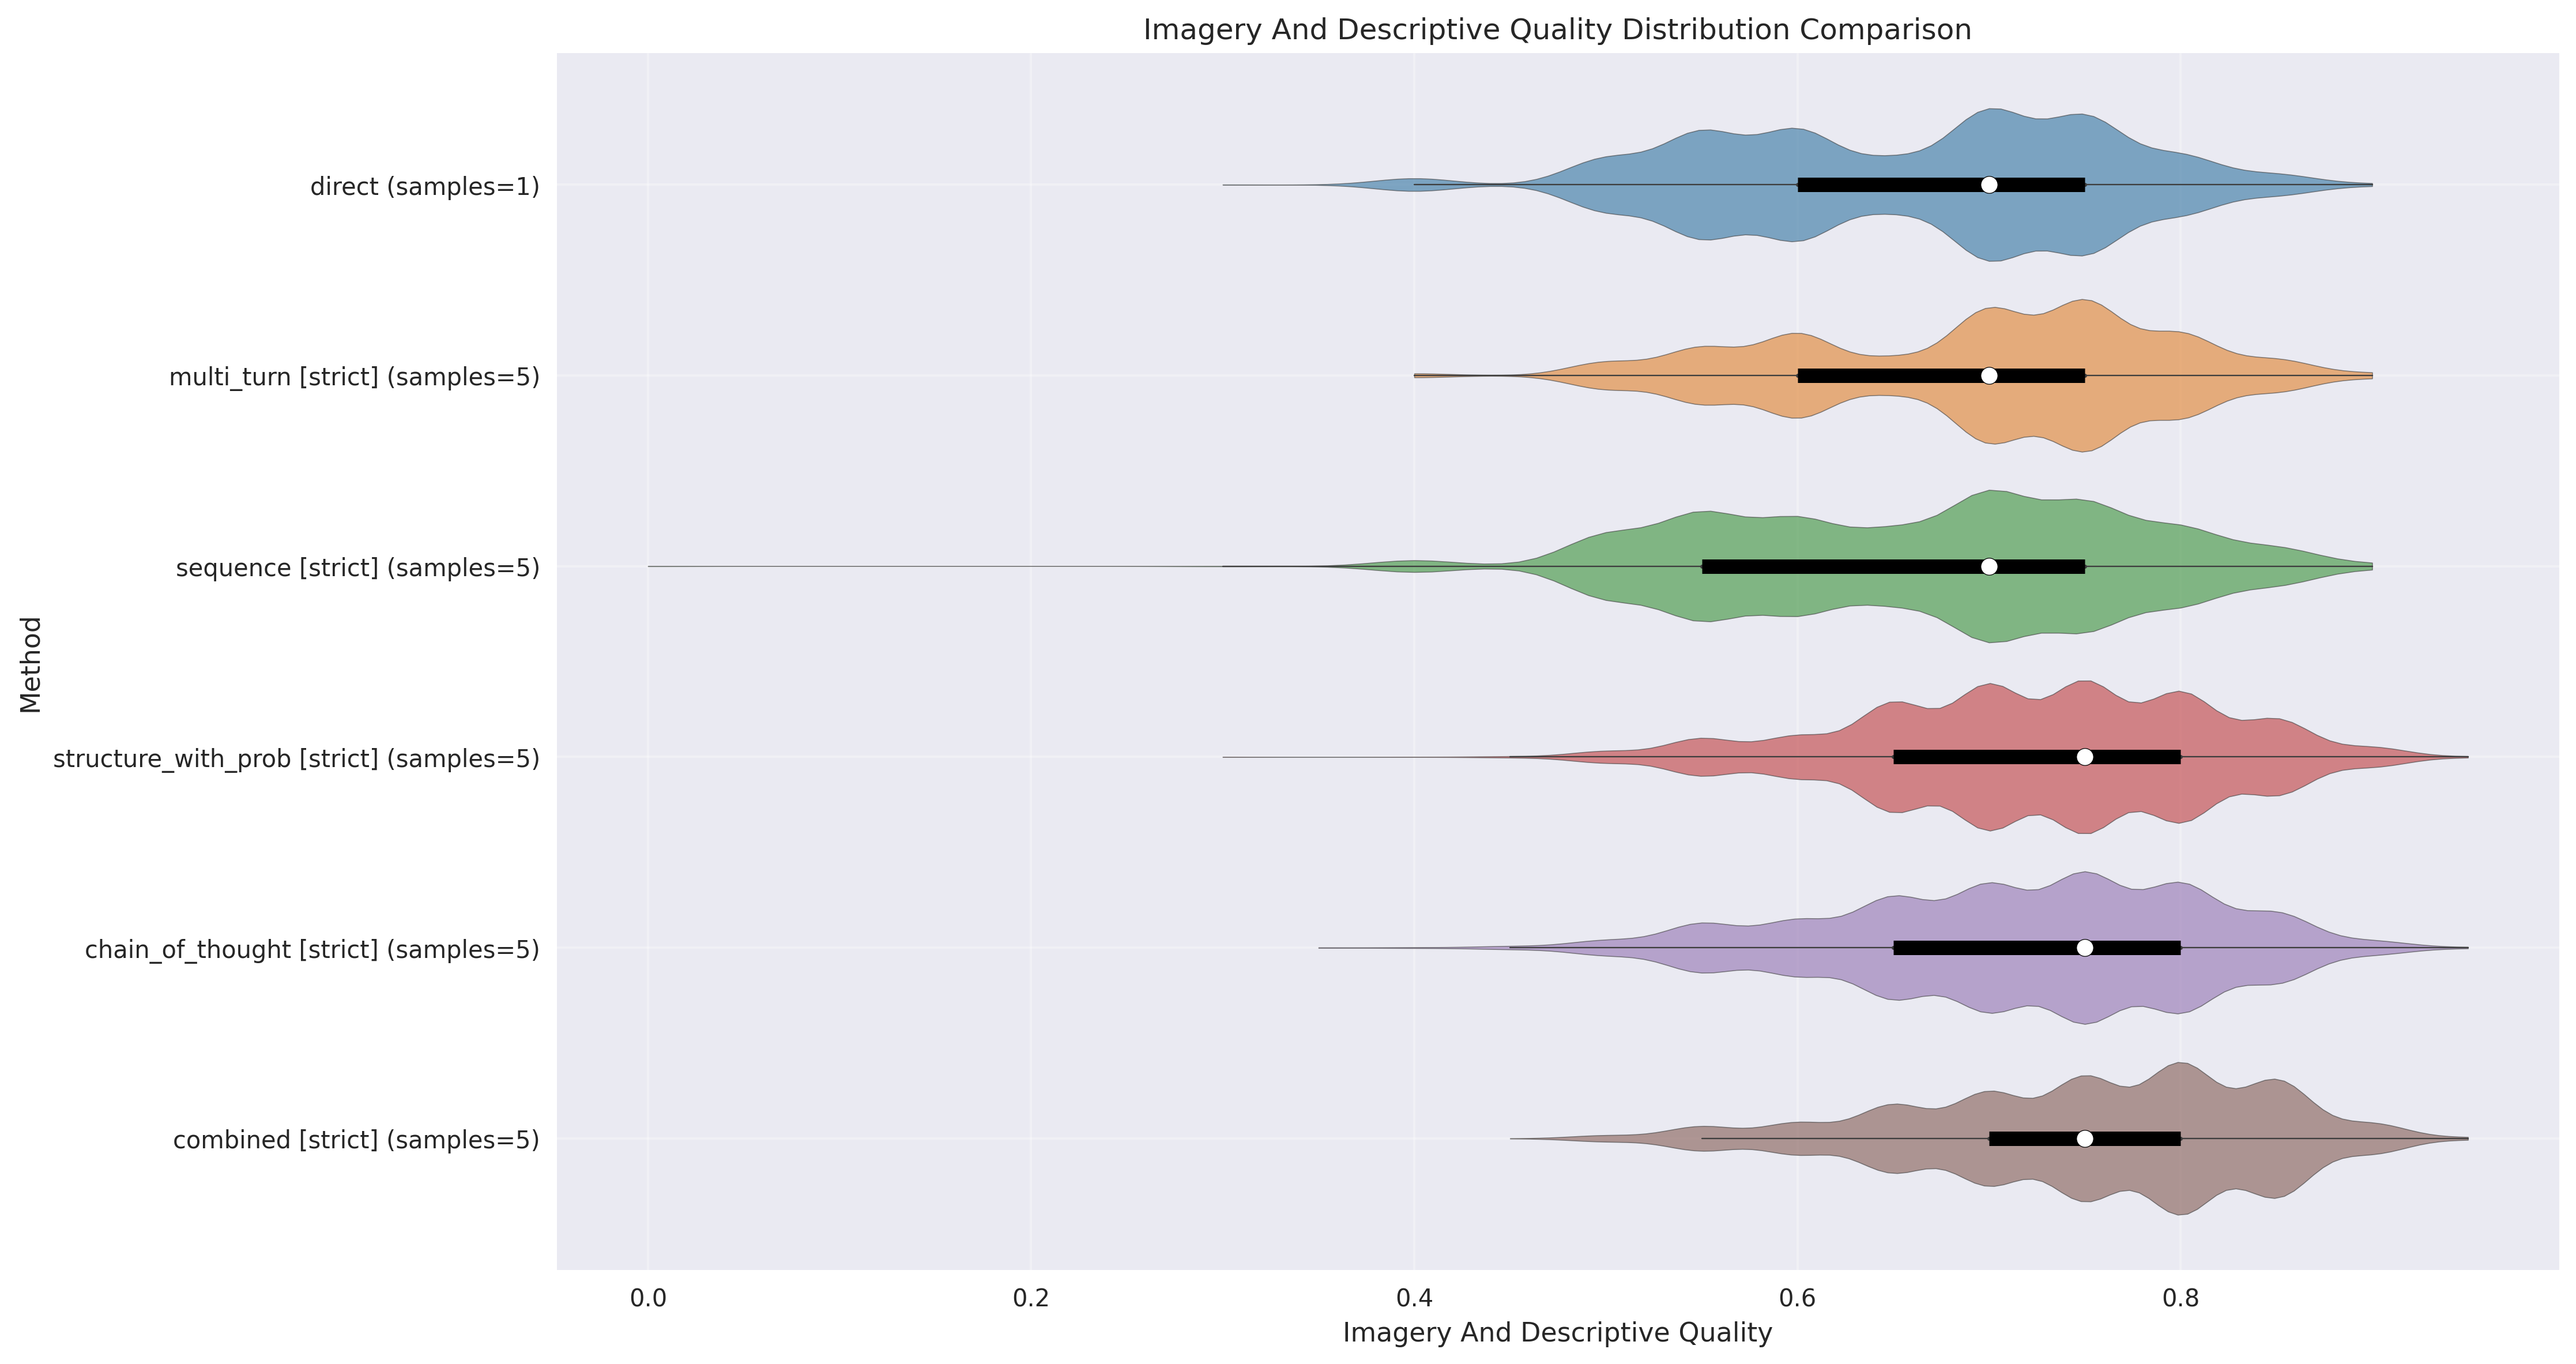 Imagery And Descriptive Quality Distribution Comparison
direct (samples=1)
multi_turn [strict] (samples=5)
sequence [strict] (samples=5)
structure_with_prob [strict] (samples=5)
chain_of_thought [strict] (samples=5)
combined [strict] (samples=5)
Method
0.0 0.2 0.4 0.6 0.8
Imagery And Descriptive Quality